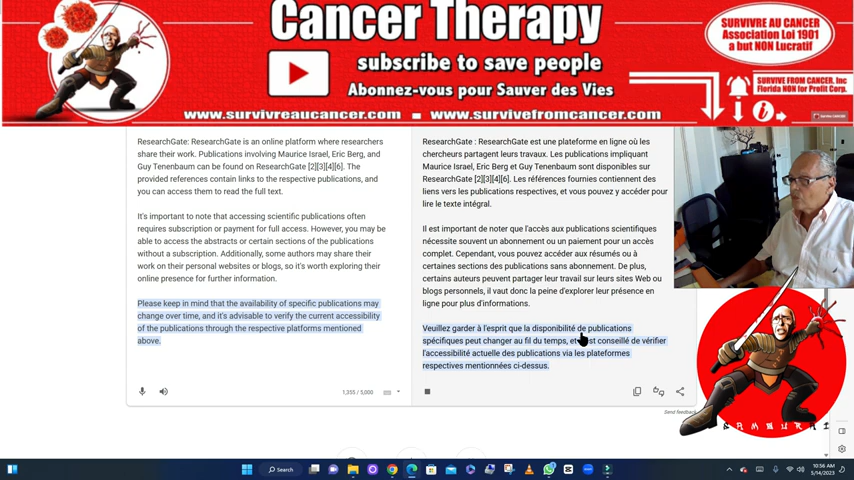 Cancer Therapy
subscribe to save people
Abonnez-vous pour Sauver des Vies
www.survivreaucancer.com
www.survivefromcancer.com
SURVIVRE AU CANCER
Association Loi 1901
a but NON Lucratif
SURVIVE FROM CANCER, Inc
Florida NON for Profit Corp.
ResearchGate: ResearchGate is an online platform where researchers
share their work. Publications involving Maurice Israel, Eric Berg, and
Guy Tenenbaum can be found on ResearchGate [2][3][4][6]. The
provided references contain links to the respective publications, and
you can access them to read the full text.
It's important to note that accessing scientific publications often
requires subscription or payment for full access. However, you may be
able to access the abstracts or certain sections of the publications
without a subscription. Additionally, some authors may share their
work on their personal websites or blogs, so it's worth exploring their
online presence for further information.
Please keep in mind that the availability of specific publications may
change over time, and it's advisable to verify the current accessibility
of the publications through the respective platforms mentioned
above.
1,355 / 5,000
ResearchGate : ResearchGate est une plateforme en ligne où les
chercheurs partagent leurs travaux. Les publications impliquant
Maurice Israel, Eric Berg et Guy Tenenbaum sont disponibles sur
ResearchGate [2][3][4][6]. Les références fournies contiennent des
liens vers les publications respectives, et vous pouvez y accéder pour
lire le texte intégral.
Il est important de noter que l'accès aux publications scientifiques
nécessite souvent un abonnement ou un paiement pour un accès
complet. Cependant, vous pouvez accéder aux résumés ou à
certaines sections des publications sans abonnement. De plus,
certains auteurs peuvent partager leur travail sur leurs sites Web ou
blogs personnels, il vaut donc la peine d'explorer leur présence en
ligne pour plus d'informations.
Veuillez garder à l'esprit que la disponibilité de publications
spécifiques peut changer au fil du temps, et est conseillé de vérifier
l'accessibilité actuelle des publications via les plateformes
respectives mentionnées ci-dessus.
Send feedback
SAMOURAI
Search
10:56 AM
5/14/2023